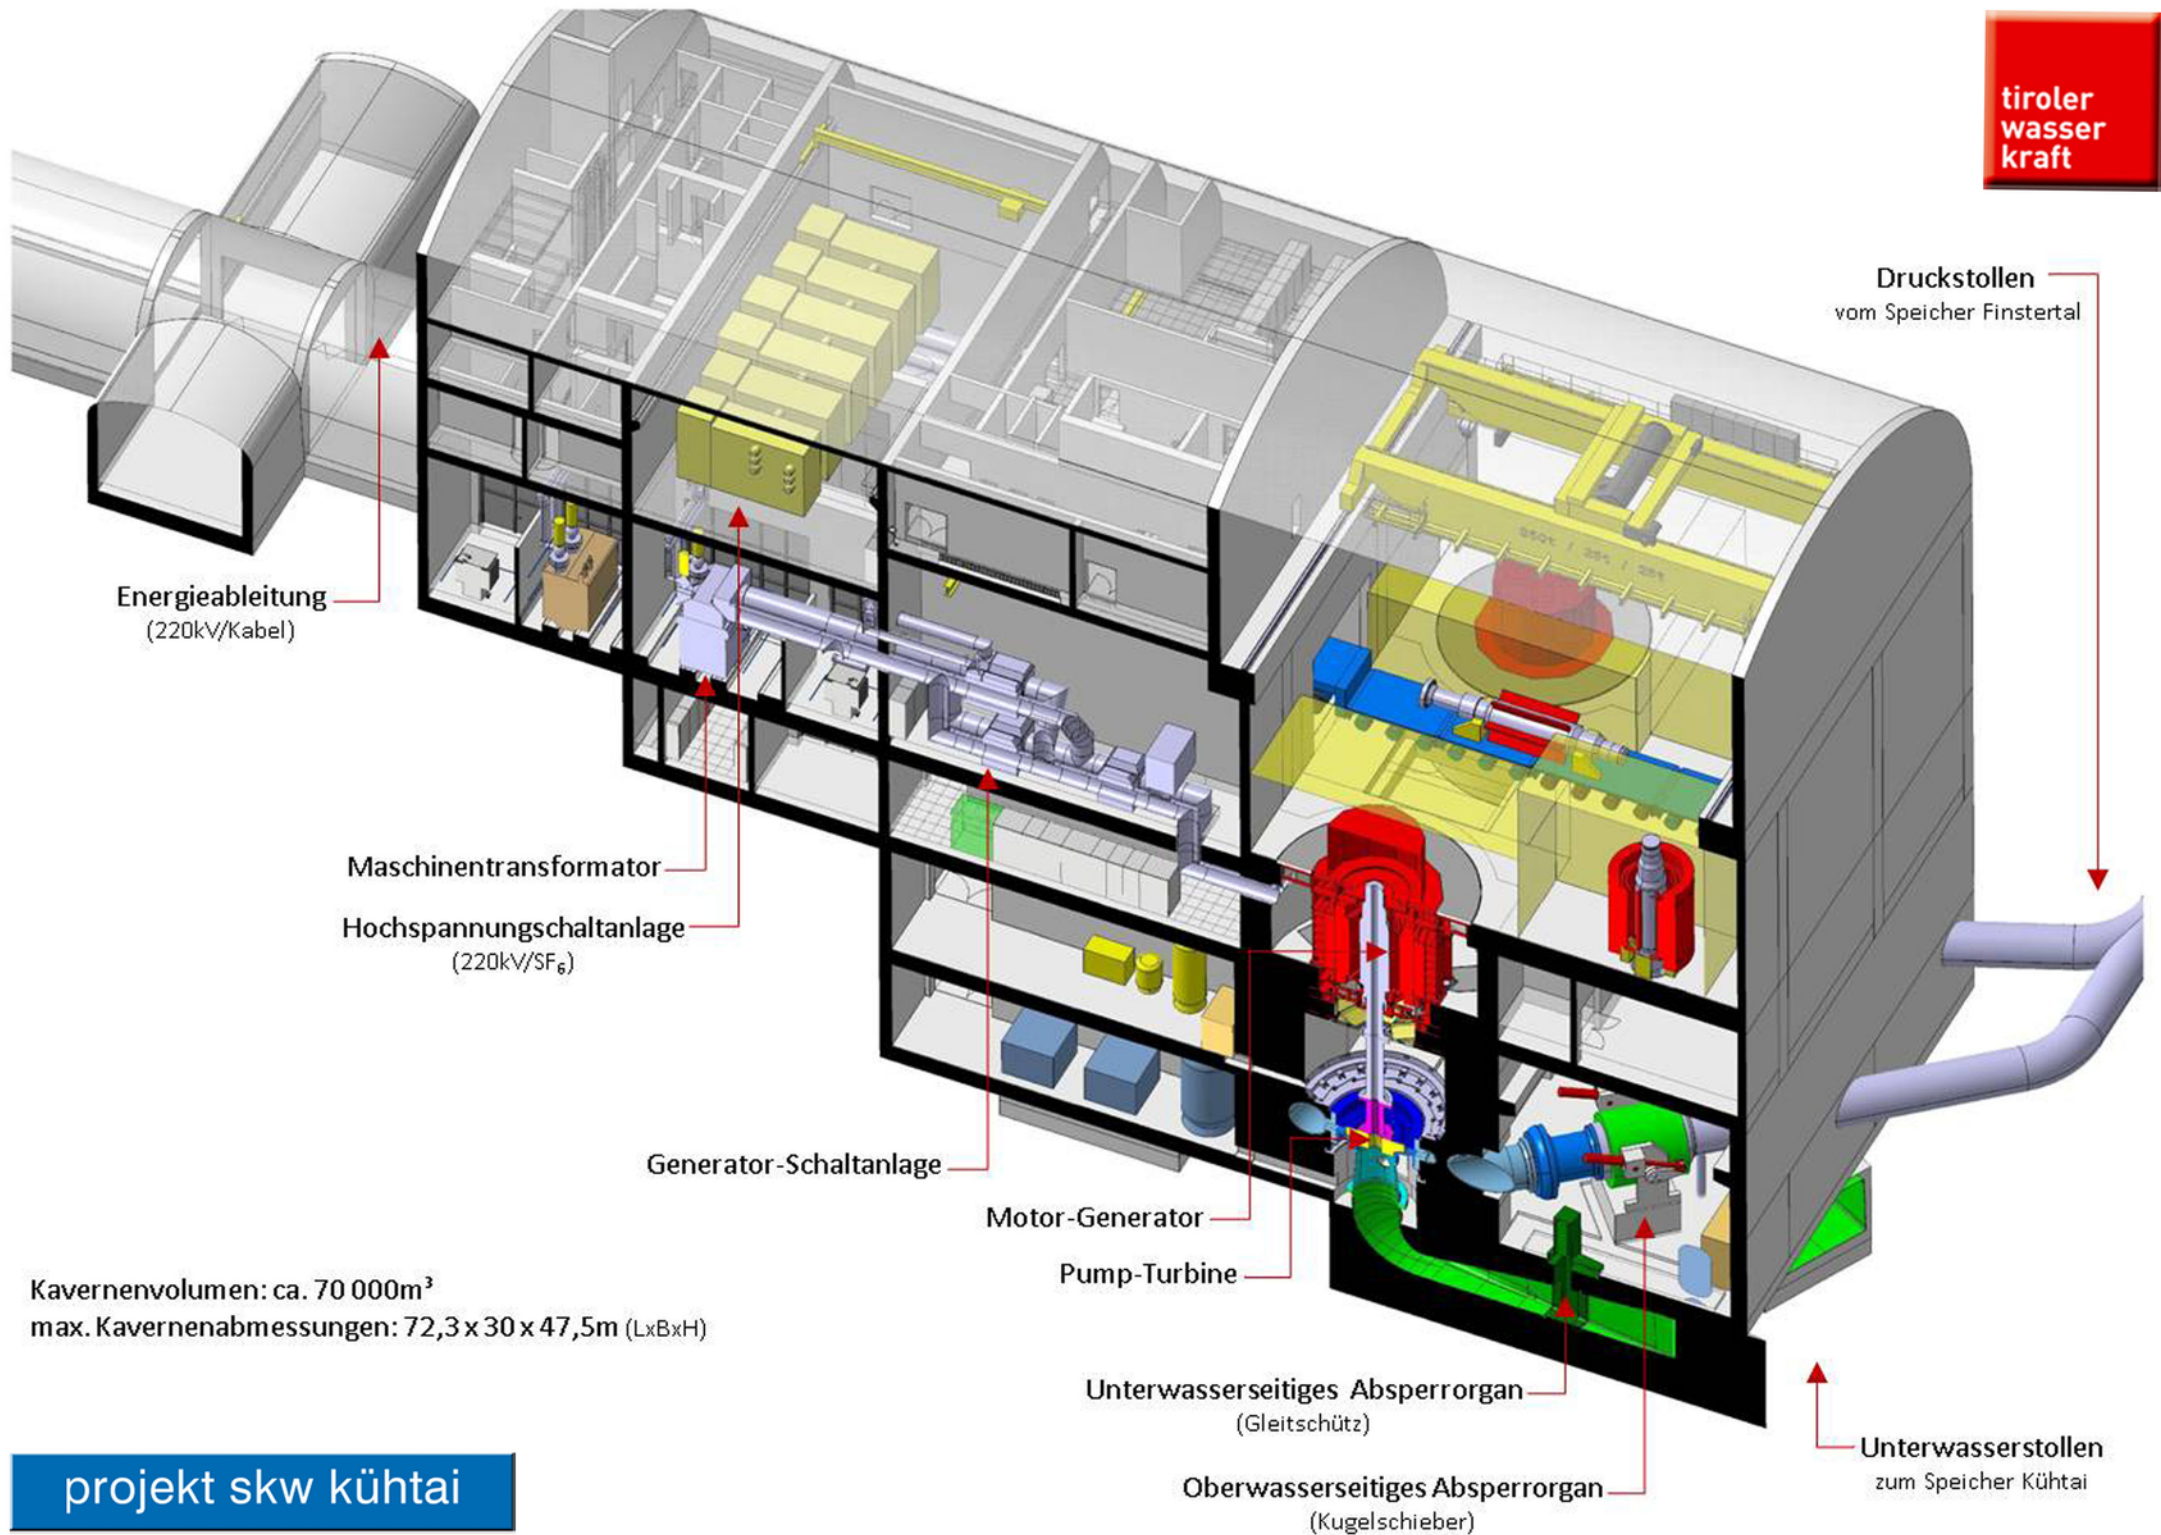 tiroler
wasser
kraft
Druckstollen
vom Speicher Finstertal
Energieableitung
(220kV/Kabel)
Maschinentransformator
Hochspannungschaltanlage
(220kV/SF₆)
Generator-Schaltanlage
Motor-Generator
Pump-Turbine
Kavernenvolumen: ca. 70 000m³
max. Kavernenabmessungen: 72,3 x 30 x 47,5m (LxBxH)
Unterwasserseitiges Absperrorgan
(Gleitschütz)
Unterwasserstollen
zum Speicher Kühtai
Oberwasserseitiges Absperrorgan
(Kugelschieber)
projekt skw kühtai